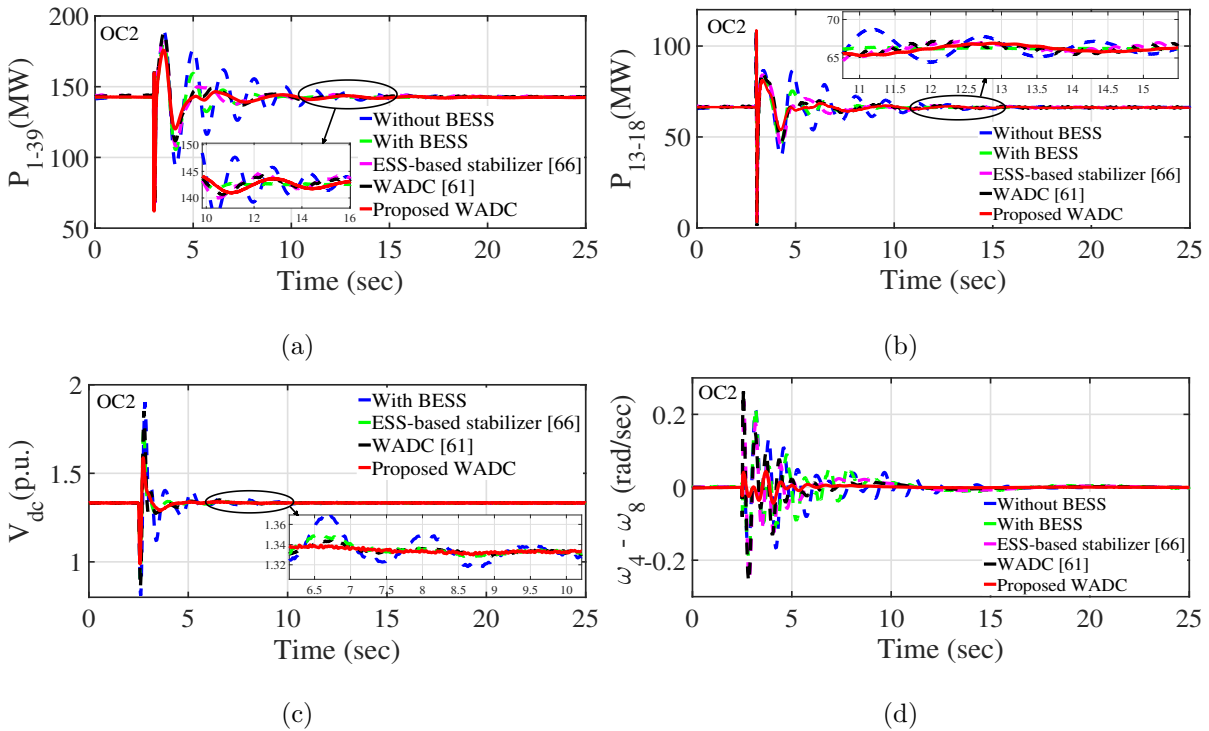 200
150
100
50
P1-39(MW)
OC2
Without BESS
With BESS
ESS-based stabilizer [66]
WADC [61]
Proposed WADC
150
145
140
10 12 14 16
0 5 10 15 20 25
Time (sec)
(a)
100
50
0
P13-18(MW)
OC2
70
65
11 11.5 12 12.5 13 13.5 14 14.5 15
Without BESS
With BESS
ESS-based stabilizer [66]
WADC [61]
Proposed WADC
0 5 10 15 20 25
Time (sec)
(b)
2
1.5
1
Vdc(p.u.)
OC2
With BESS
ESS-based stabilizer [66]
WADC [61]
Proposed WADC
1.36
1.34
1.32
6.5 7 7.5 8 8.5 9 9.5 10
0 5 10 15 20 25
Time (sec)
(c)
0.2
0
-0.2
ω4 - ω8 (rad/sec)
OC2
Without BESS
With BESS
ESS-based stabilizer [66]
WADC [61]
Proposed WADC
0 5 10 15 20 25
Time (sec)
(d)